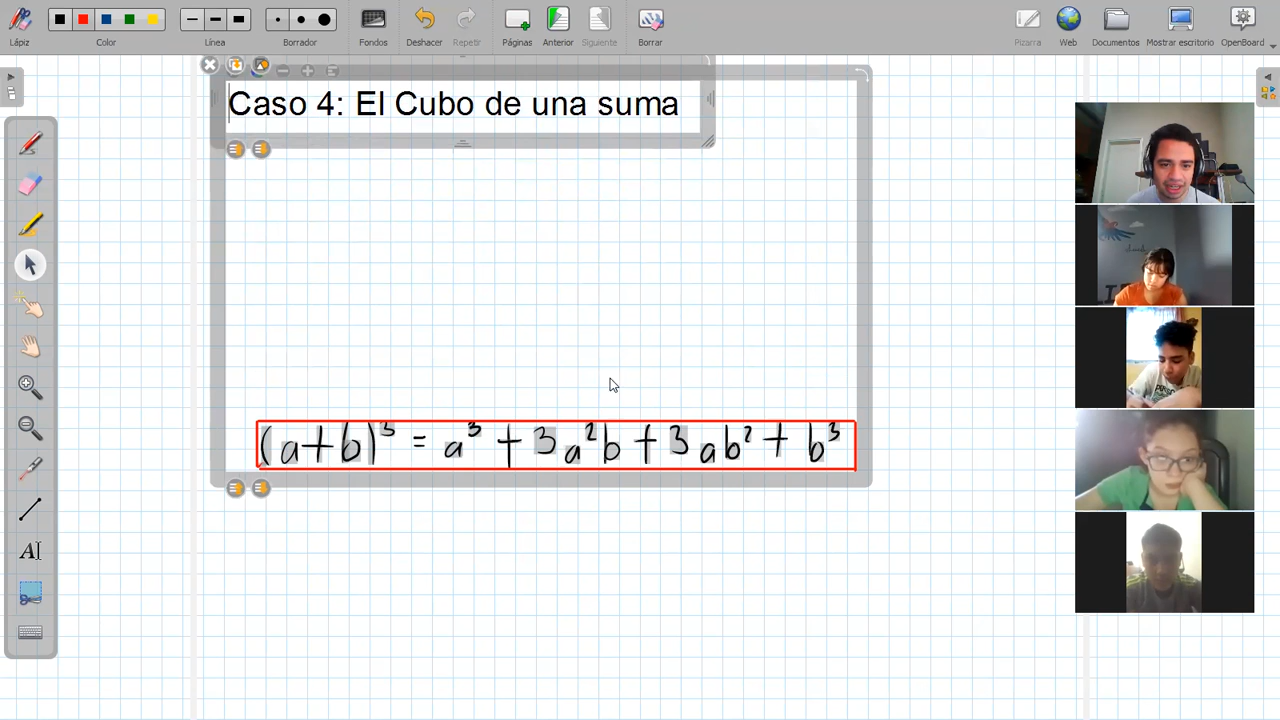 Lápiz Color Línea Borrador Fondos Deshacer Repetir Páginas Anterior Siguiente Borrar Pizarra Web Documentos Mostrar escritorio OpenBoard
Caso 4: El Cubo de una suma
(a+b)³ = a³ + 3a²b + 3ab² + b³